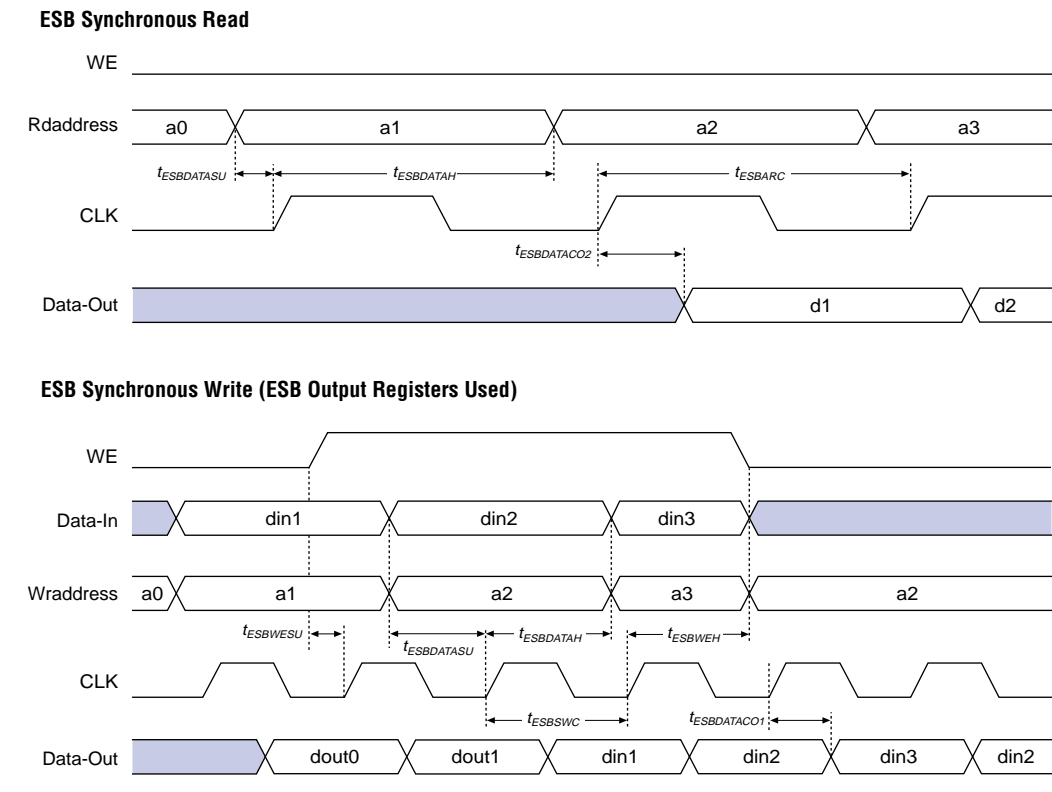 ESB Synchronous Read
WE
Rdaddress a0 a1 a2 a3
tESBDATASU tESBDATAH tESBARC
CLK
tESBDATACO2
Data-Out d1 d2
ESB Synchronous Write (ESB Output Registers Used)
WE
Data-In din1 din2 din3
Wraddress a0 a1 a2 a3 a2
tESBWESU tESBDATASU tESBDATAH tESBWEH
CLK
tESBSWC tESBDATACO1
Data-Out dout0 dout1 din1 din2 din3 din2